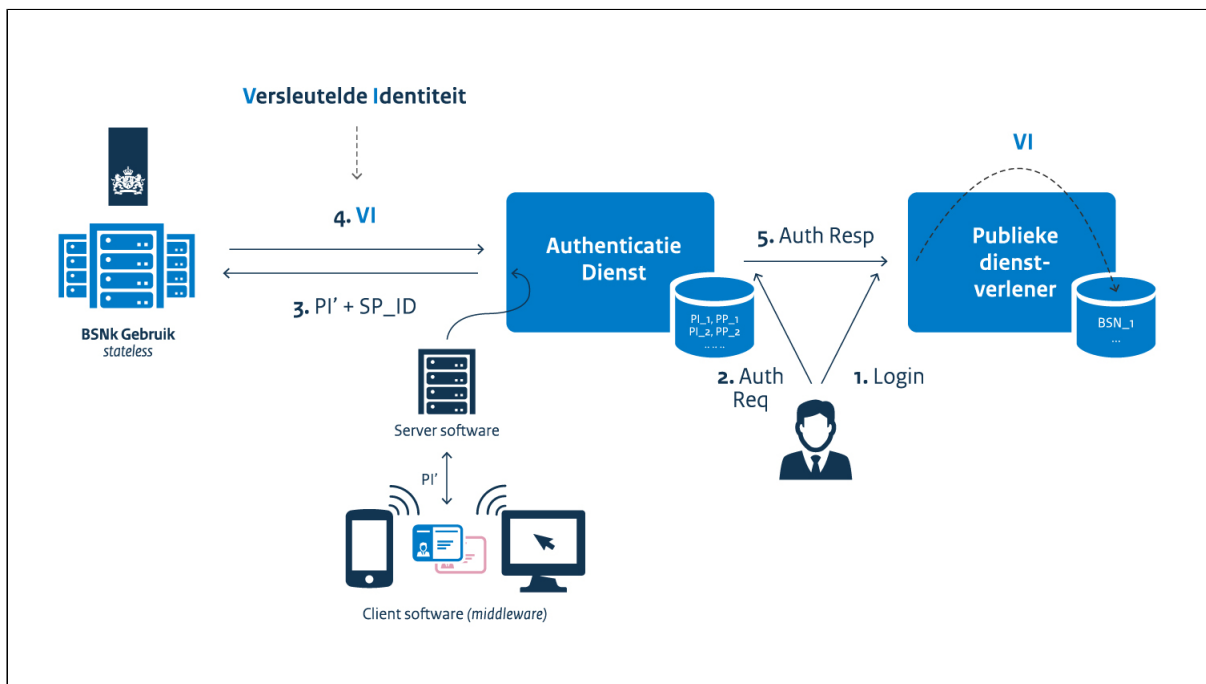 Versleutelde Identiteit
4. VI
3. PI' + SP_ID
BSNk Gebruik
stateless
Authenticatie
Dienst
PI_1, PP_1
PI_2, PP_2
.. .. ..
5. Auth Resp
VI
Publieke
dienst-
verlener
BSN_1
...
2. Auth
Req
1. Login
Server software
PI'
Client software (middleware)